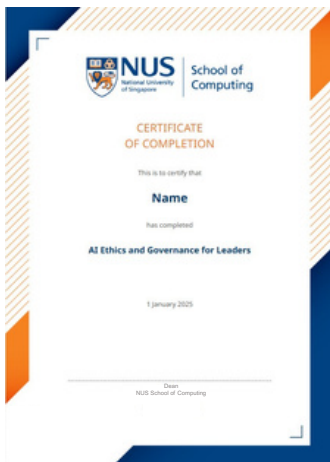 NUS
National University
of Singapore
School of
Computing
CERTIFICATE
OF COMPLETION
This is to certify that
Name
has completed
AI Ethics and Governance for Leaders
1 January 2025
Dean
NUS School of Computing